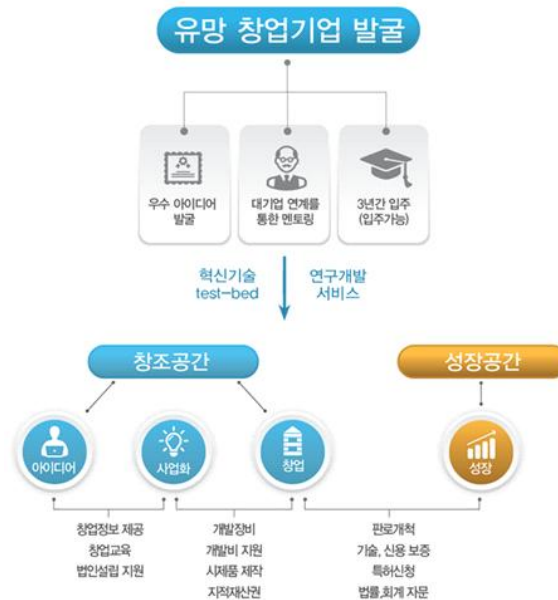 유망 창업기업 발굴
우수 아이디어
발굴
대기업 연계를
통한 멘토링
3년간 입주
(입주가능)
혁신기술
test-bed
연구개발
서비스
창조공간
성장공간
아이디어
사업화
창업
성장
창업정보 제공
창업교육
법인설립 지원
개발장비
개발비 지원
시제품 제작
지적재산권
판로개척
기술, 신용 보증
특허신청
법률,회계 자문